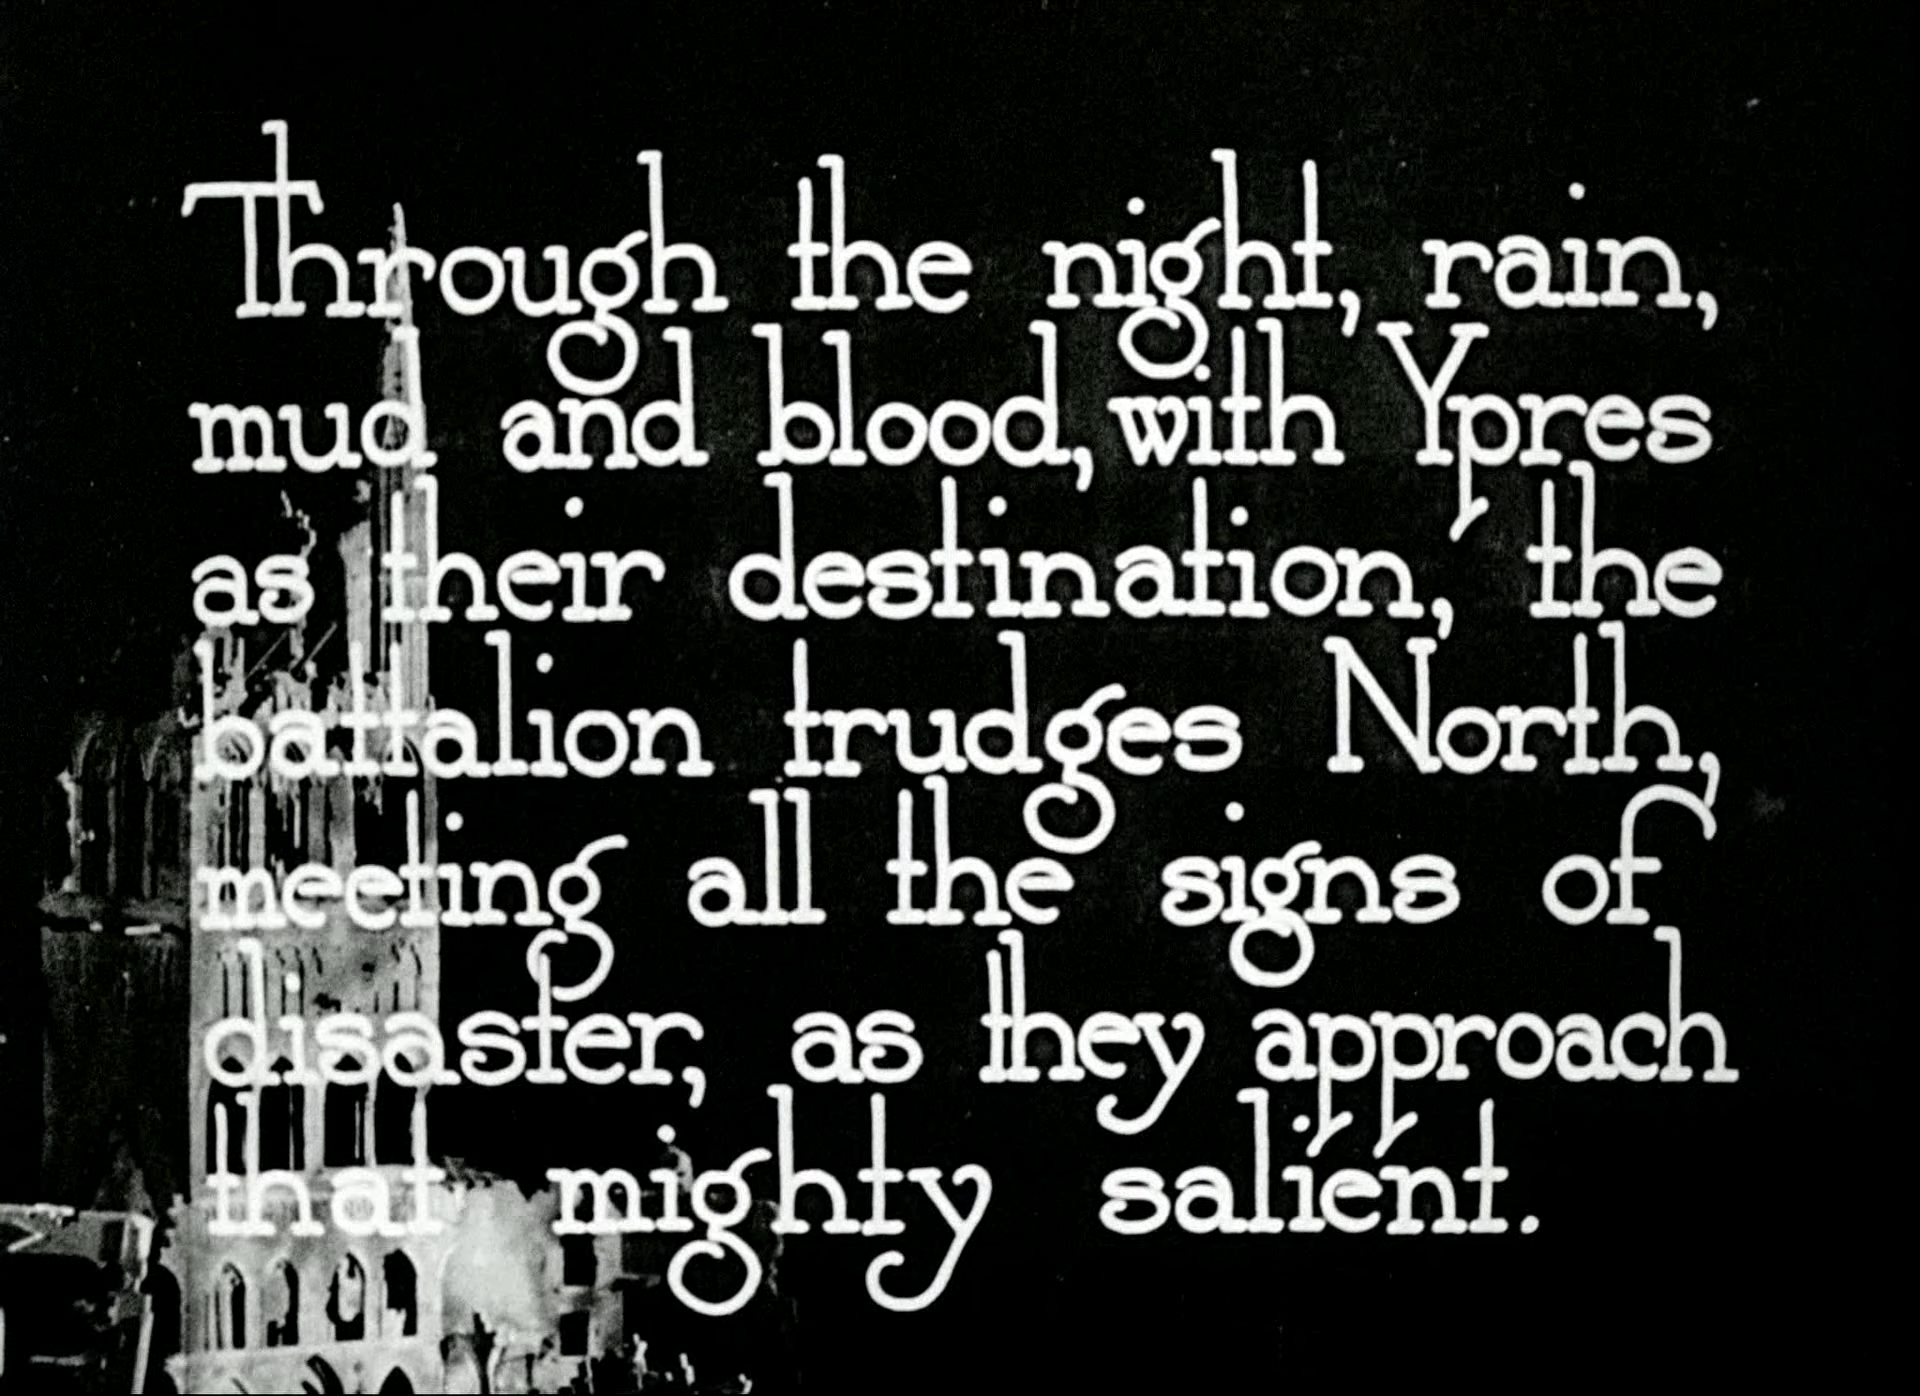 Through the night, rain,
mud and blood, with Ypres
as their destination, the
battalion trudges North,
meeting all the signs of
disaster, as they approach
that mighty salient.